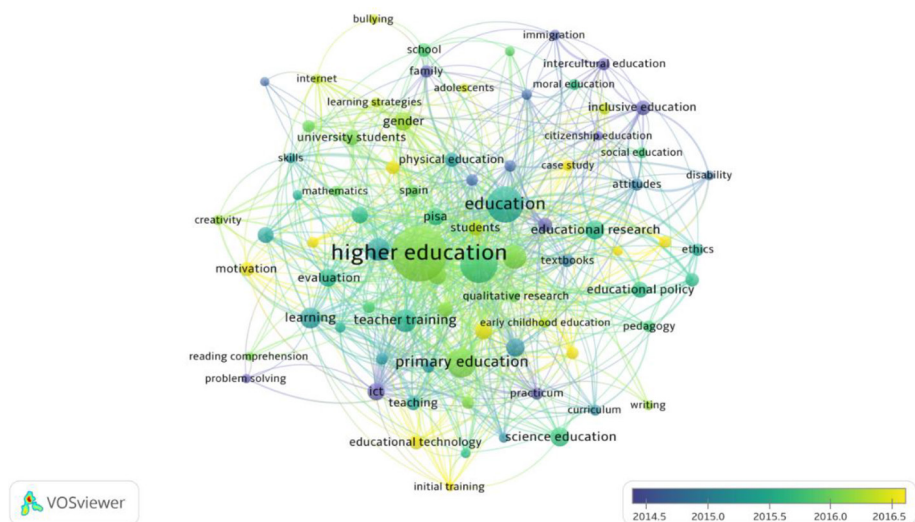 bullying
immigration
school
intercultural education
family
internet
moral education
adolescents
learning strategies
inclusive education
gender
university students
citizenship education
social education
skills
physical education
case study
disability
attitudes
mathematics
spain
education
creativity
pisa
students
educational research
higher education
ethics
textbooks
motivation
evaluation
educational policy
qualitative research
learning
teacher training
early childhood education
pedagogy
reading comprehension
primary education
problem solving
ict
practicum
teaching
curriculum
writing
educational technology
science education
initial training
VOSviewer
2014.5 2015.0 2015.5 2016.0 2016.5